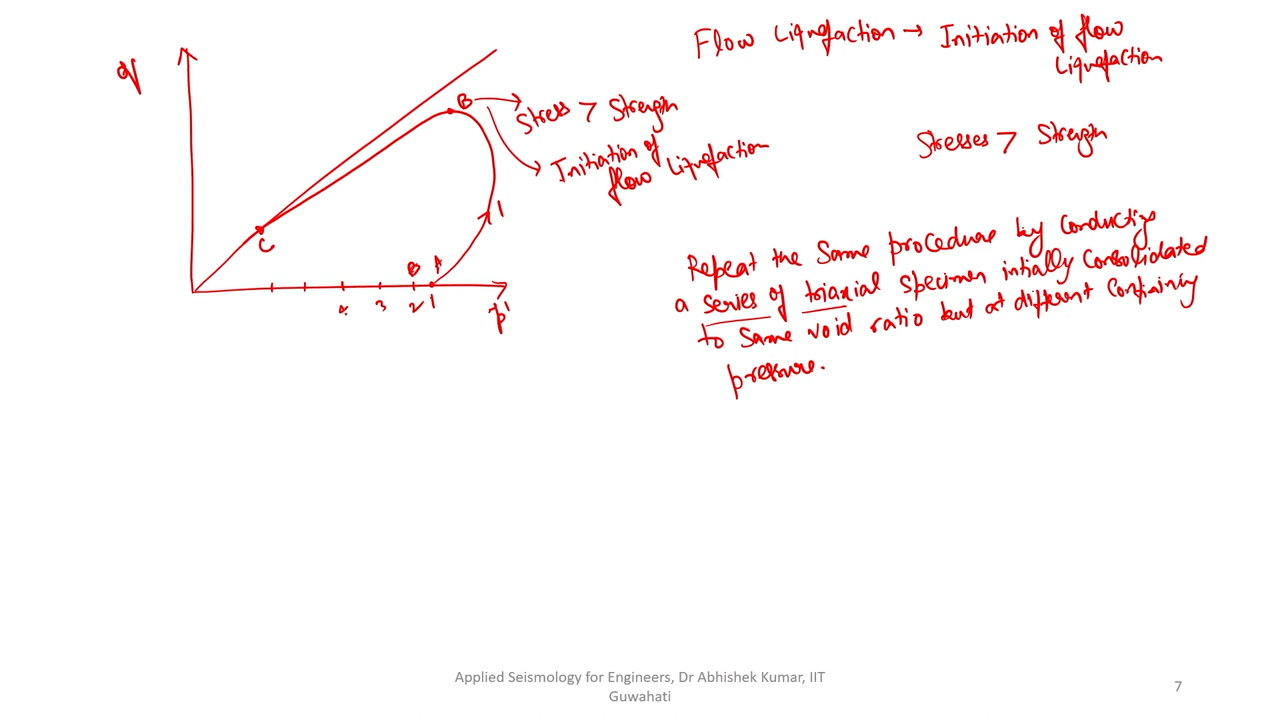 Flow Liquefaction → Initiation of flow
Liquefaction
q
B
Stress > Strength
Initiation of
flow Liquefaction
Stresses > Strength
1
C
Repeat the Same procedure by Conducting
a series of triaxial specimen intially Consolidated
to Same void ratio but at different Confining
pressure.
A
4 3 2 1
p'
Applied Seismology for Engineers, Dr Abhishek Kumar, IIT
Guwahati
7